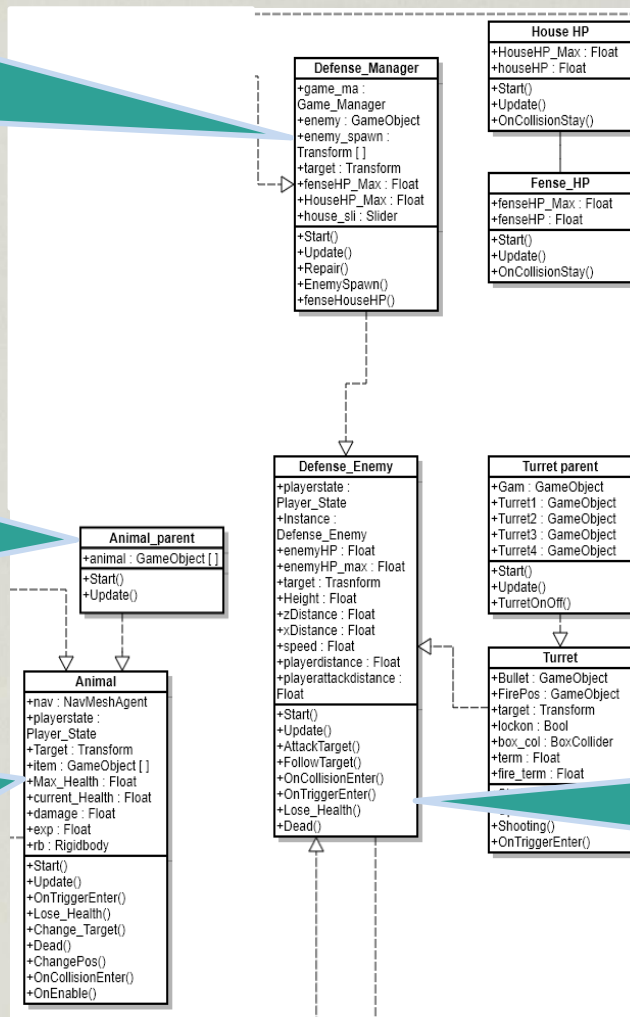 House HP
+HouseHP_Max : Float
+houseHP : Float
+Start()
+Update()
+OnCollisionStay()
Defense_Manager
+game_ma :
Game_Manager
+enemy : GameObject
+enemy_spawn :
Transform [ ]
+target : Transform
+fenseHP_Max : Float
+HouseHP_Max : Float
+house_sli : Slider
+Start()
+Update()
+Repair()
+EnemySpawn()
+fenseHouseHP()
Fense_HP
+fenseHP_Max : Float
+fenseHP : Float
+Start()
+Update()
+OnCollisionStay()
Defense_Enemy
+playerstate :
Player_State
+Instance :
Defense_Enemy
+enemyHP : Float
+enemyHP_max : Float
+target : Trasnform
+Height : Float
+zDistance : Float
+xDistance : Float
+speed : Float
+playerdistance : Float
+playerattackdistance :
Float
+Start()
+Update()
+AttackTarget()
+FollowTarget()
+OnCollisionEnter()
+OnTriggerEnter()
+Lose_Health()
+Dead()
Turret parent
+Gam : GameObject
+Turret1 : GameObject
+Turret2 : GameObject
+Turret3 : GameObject
+Turret4 : GameObject
+Start()
+Update()
+TurretOnOff()
Animal_parent
+animal : GameObject [ ]
+Start()
+Update()
Turret
+Bullet : GameObject
+FirePos : GameObject
+target : Transform
+lockon : Bool
+box_col : BoxCollider
+term : Float
+fire_term : Float
+Shooting()
+OnTriggerEnter()
Animal
+nav : NavMeshAgent
+playerstate :
Player_State
+Target : Transform
+item : GameObject [ ]
+Max_Health : Float
+current_Health : Float
+damage : Float
+exp : Float
+rb : Rigidbody
+Start()
+Update()
+OnTriggerEnter()
+Lose_Health()
+Change_Target()
+Dead()
+ChangePos()
+OnCollisionEnter()
+OnEnable()